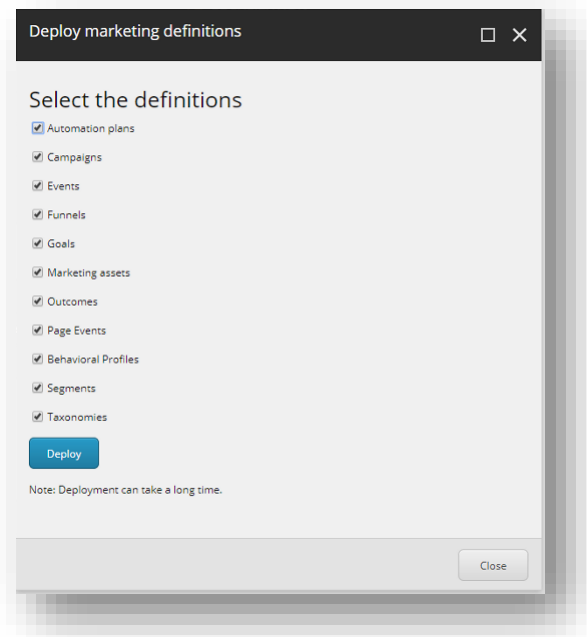 Deploy marketing definitions
Select the definitions
Automation plans
Campaigns
Events
Funnels
Goals
Marketing assets
Outcomes
Page Events
Behavioral Profiles
Segments
Taxonomies
Deploy
Note: Deployment can take a long time.
Close